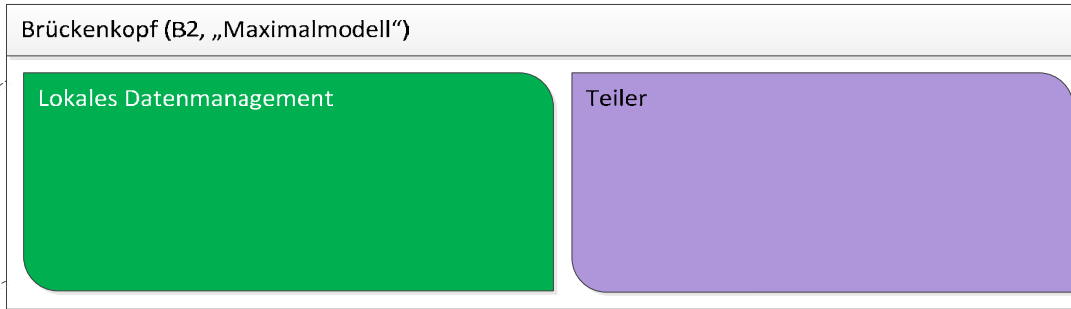 Brückenkopf (B2, „Maximalmodell“)
Lokales Datenmanagement
Teiler